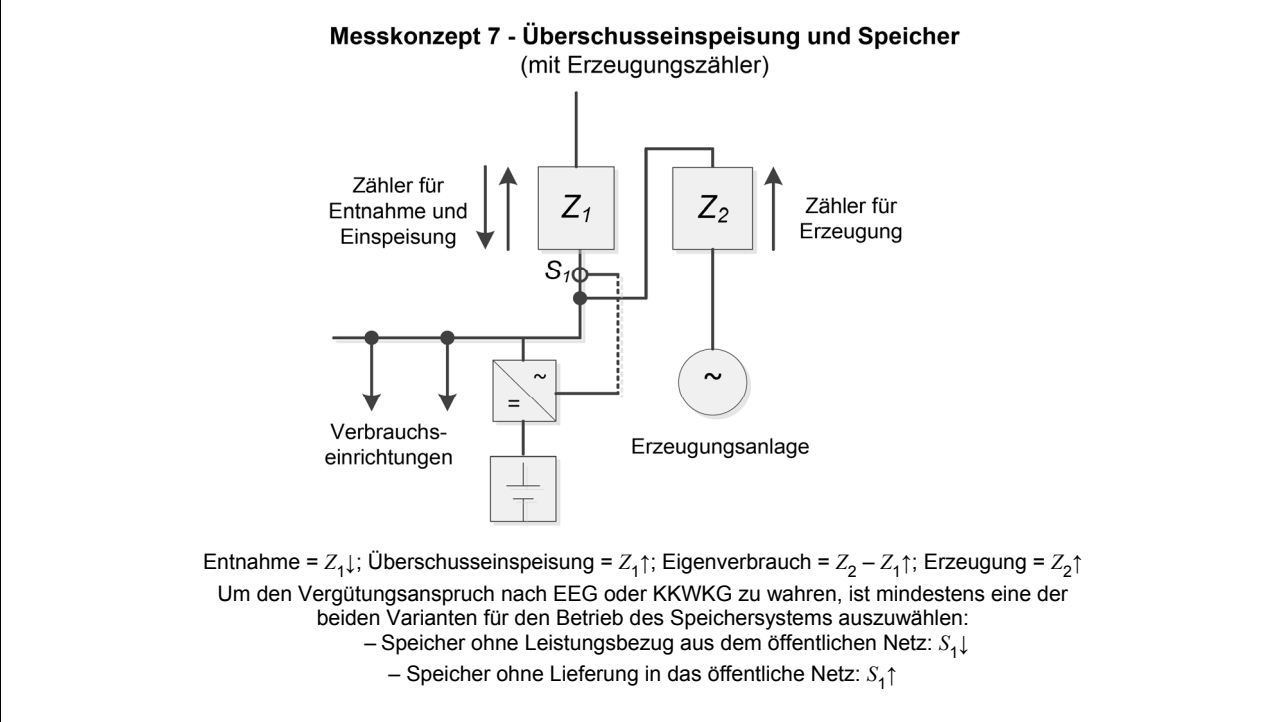 Messkonzept 7 - Überschusseinspeisung und Speicher
(mit Erzeugungszähler)
Zähler für
Entnahme und
Einspeisung
Z1
Z2
Zähler für
Erzeugung
S1
~
=
~
Verbrauchs-
einrichtungen
Erzeugungsanlage
Entnahme = Z1↓; Überschusseinspeisung = Z1↑; Eigenverbrauch = Z2 – Z1↑; Erzeugung = Z2↑
Um den Vergütungsanspruch nach EEG oder KKWKG zu wahren, ist mindestens eine der
beiden Varianten für den Betrieb des Speichersystems auszuwählen:
– Speicher ohne Leistungsbezug aus dem öffentlichen Netz: S1↓
– Speicher ohne Lieferung in das öffentliche Netz: S1↑